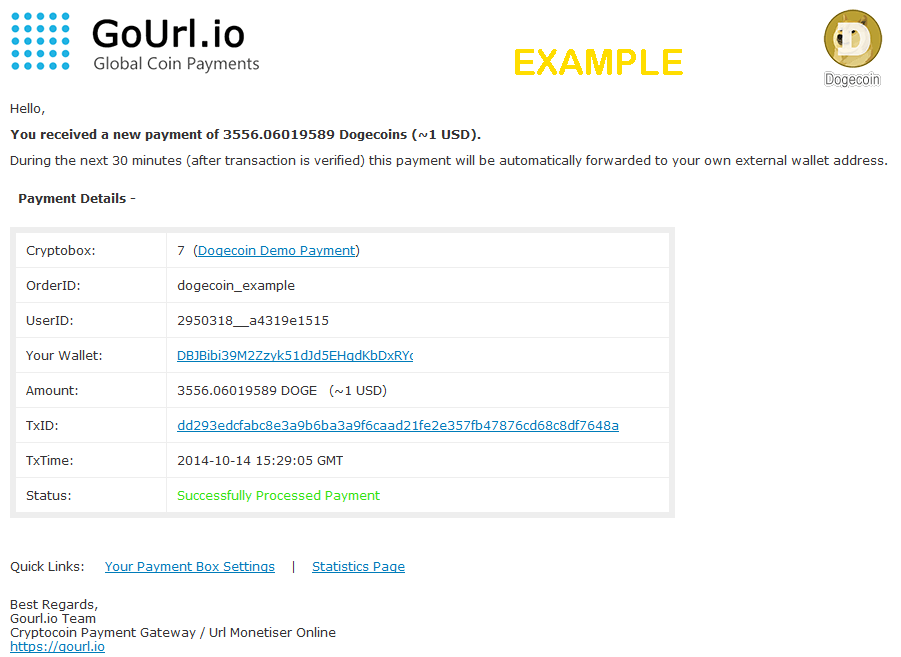 GoUrl.io
Global Coin Payments
EXAMPLE
Dogecoin
Hello,
You received a new payment of 3556.06019589 Dogecoins (~1 USD).
During the next 30 minutes (after transaction is verified) this payment will be automatically forwarded to your own external wallet address.
Payment Details -
Cryptobox: 7 (Dogecoin Demo Payment)
OrderID: dogecoin_example
UserID: 2950318__a4319e1515
Your Wallet:
Amount: 3556.06019589 DOGE (~1 USD)
TxID: dd293edcfabc8e3a9b6ba3a9f6caad21fe2e357fb47876cd68c8df7648a
TxTime: 2014-10-14 15:29:05 GMT
Status: Successfully Processed Payment
Quick Links: Your Payment Box Settings | Statistics Page
Best Regards,
Gourl.io Team
Cryptocoin Payment Gateway / Url Monetiser Online
https://gourl.io